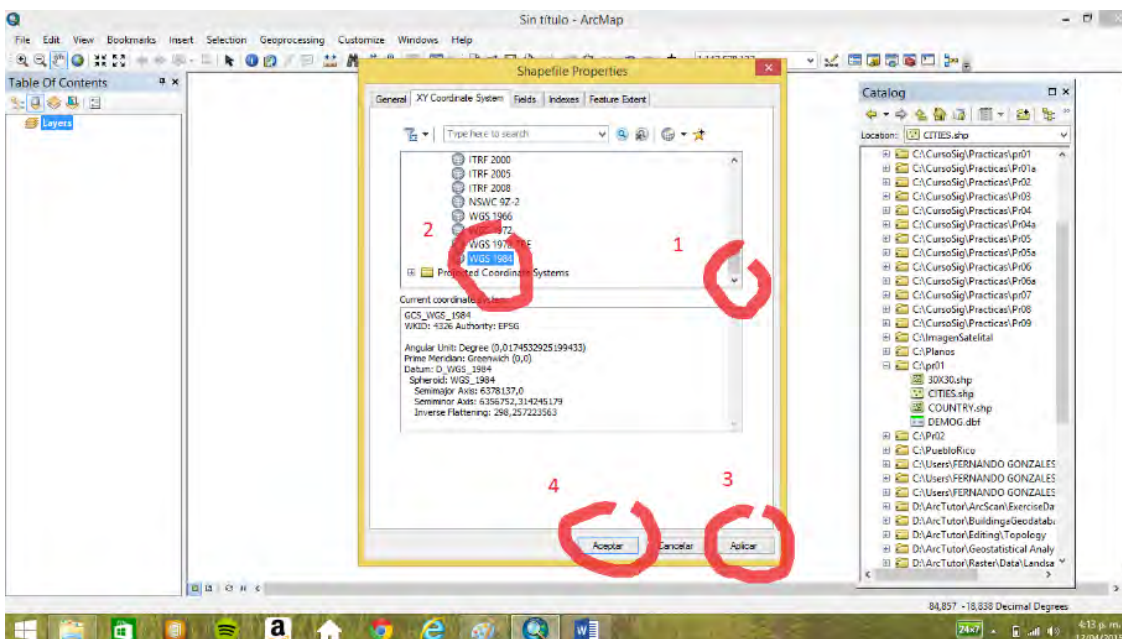 Sin título - ArcMap
File Edit View Bookmarks Insert Selection Geoprocessing Customize Windows Help
Table Of Contents
Layers
Shapefile Properties
General XY Coordinate System Fields Indexes Feature Extent
Type here to search
ITRF 2000
ITRF 2005
ITRF 2008
NSWC 9Z-2
WGS 1966
2
WGS 1984
1
Projected Coordinate Systems
Current coordinate system:
GCS_WGS_1984
WKID: 4326 Authority: EPSG
Angular Unit: Degree (0,0174532925199433)
Prime Meridian: Greenwich (0,0)
Datum: D_WGS_1984
Spheroid: WGS_1984
Semimajor Axis: 6378137,0
Semiminor Axis: 6356752,314245179
Inverse Flattening: 298,257223563
4
3
Aceptar Cancelar Aplicar
Catalog
Location: CITIES.shp
C:\CursoSig\Practicas\pr01
C:\CursoSig\Practicas\Pr01a
C:\CursoSig\Practicas\Pr02
C:\CursoSig\Practicas\Pr03
C:\CursoSig\Practicas\Pr04
C:\CursoSig\Practicas\Pr04a
C:\CursoSig\Practicas\Pr05
C:\CursoSig\Practicas\Pr05a
C:\CursoSig\Practicas\Pr06
C:\CursoSig\Practicas\Pr06a
C:\CursoSig\Practicas\pr07
C:\CursoSig\Practicas\Pr08
C:\CursoSig\Practicas\Pr09
C:\ImagenSatelital
C:\Planos
C:\pr01
30X30.shp
CITIES.shp
COUNTRY.shp
DEMOG.dbf
C:\Pr02
C:\PuebloRico
C:\Users\FERNANDO GONZALES
C:\Users\FERNANDO GONZALES
C:\Users\FERNANDO GONZALES
D:\ArcTutor\ArcScan\ExerciseDa
D:\ArcTutor\BuildingaGeodatab
D:\ArcTutor\Editing\Topology
D:\ArcTutor\Geostatistical Analy
D:\ArcTutor\Raster\Data\Landsa
84,857 -18,838 Decimal Degrees
24x7
4:13 p. m.